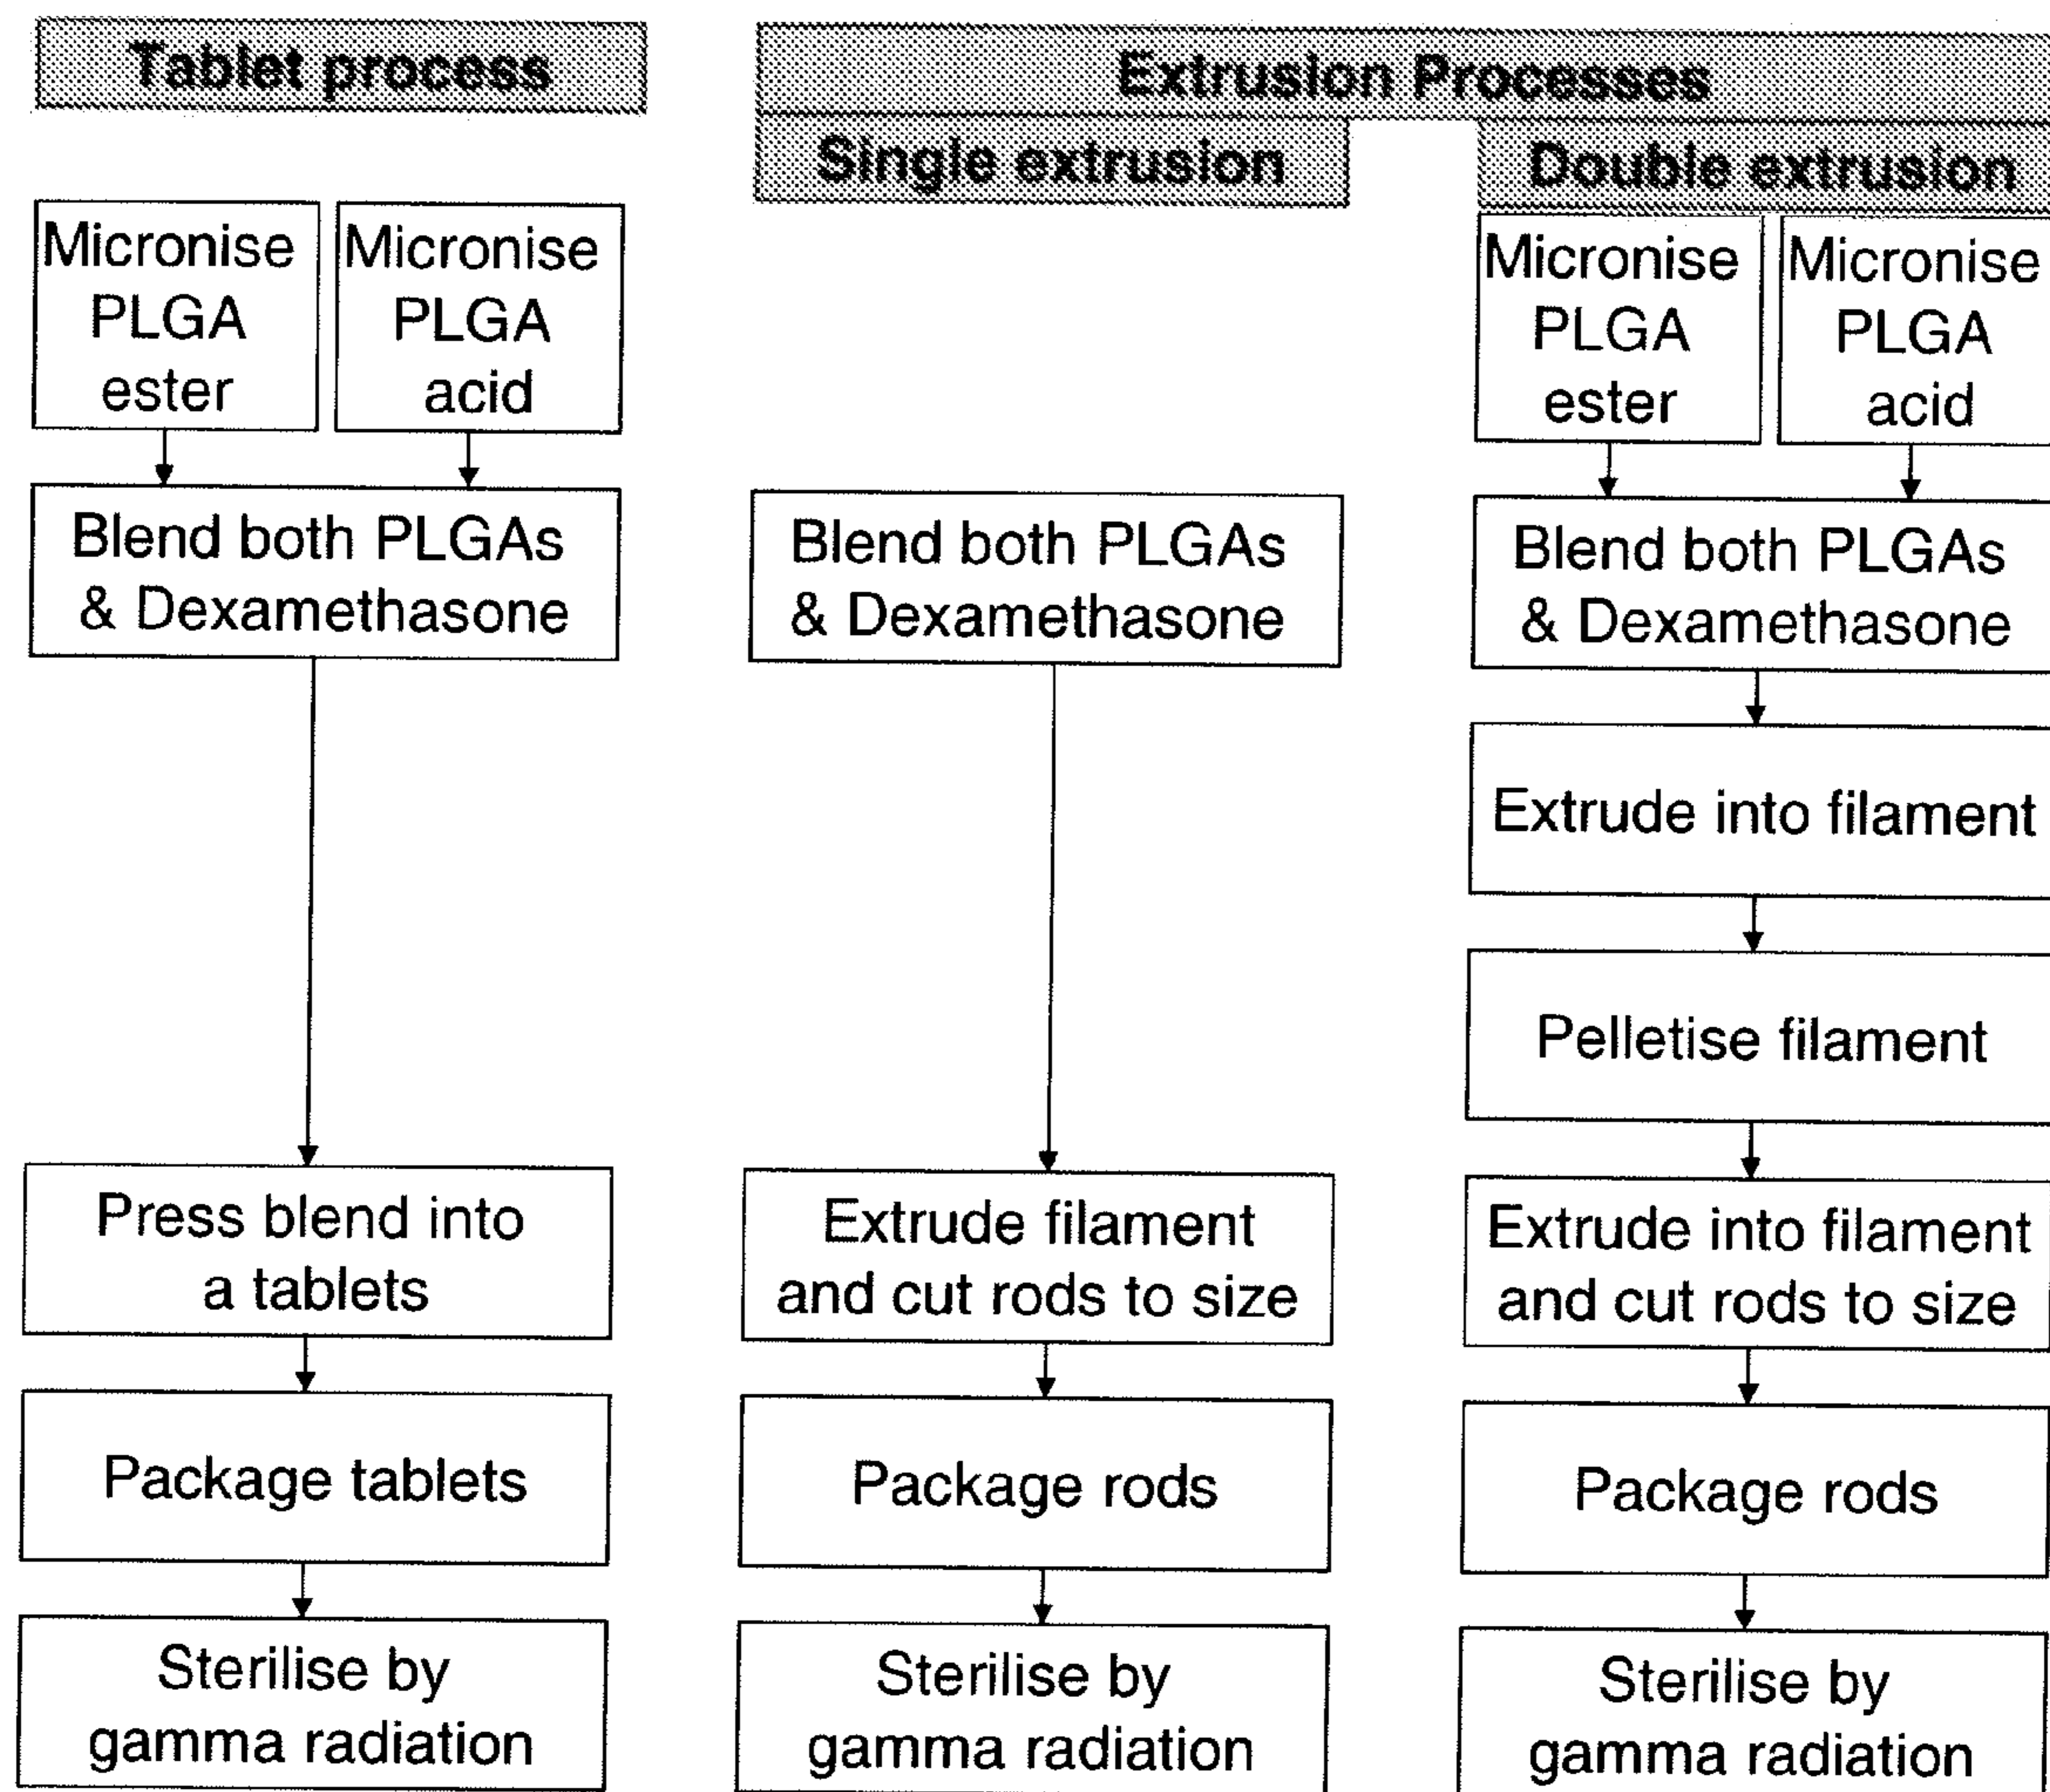 Tablet process
Extrusion Processes
Single extrusion
Double extrusion
Micronise
PLGA
ester
Micronise
PLGA
acid
Blend both PLGAs
& Dexamethasone
Press blend into
a tablets
Package tablets
Sterilise by
gamma radiation
Blend both PLGAs
& Dexamethasone
Extrude filament
and cut rods to size
Package rods
Sterilise by
gamma radiation
Micronise
PLGA
ester
Micronise
PLGA
acid
Blend both PLGAs
& Dexamethasone
Extrude into filament
Pelletise filament
Extrude into filament
and cut rods to size
Package rods
Sterilise by
gamma radiation